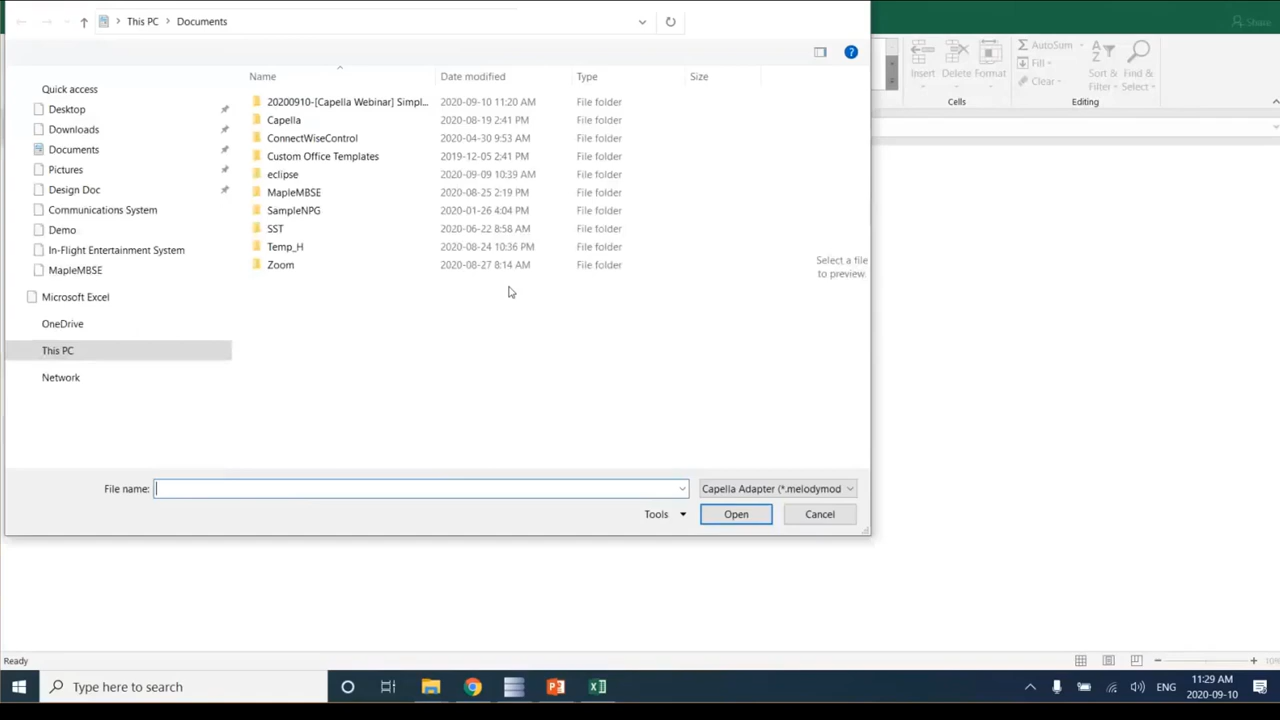 This PC > Documents
Share
AutoSum
Fill
Clear
Insert
Delete
Format
Sort &
Filter
Find &
Select
Cells
Editing
Name
Date modified
Type
Size
Quick access
Desktop
Downloads
Documents
Pictures
Design Doc
Communications System
Demo
In-Flight Entertainment System
MapleMBSE
Microsoft Excel
OneDrive
This PC
Network
20200910-[Capella Webinar] Simpl... 2020-09-10 11:20 AM File folder
Capella 2020-08-19 2:41 PM File folder
ConnectWiseControl 2020-04-30 9:53 AM File folder
Custom Office Templates 2019-12-05 2:41 PM File folder
eclipse 2020-09-09 10:39 AM File folder
MapleMBSE 2020-08-25 2:19 PM File folder
SampleNPG 2020-01-26 4:04 PM File folder
SST 2020-06-22 8:58 AM File folder
Temp_H 2020-08-24 10:36 PM File folder
Zoom 2020-08-27 8:14 AM File folder
Select a file
to preview.
File name:
Capella Adapter (*.melodymod
Tools
Open
Cancel
Ready
Type here to search
ENG
11:29 AM
2020-09-10